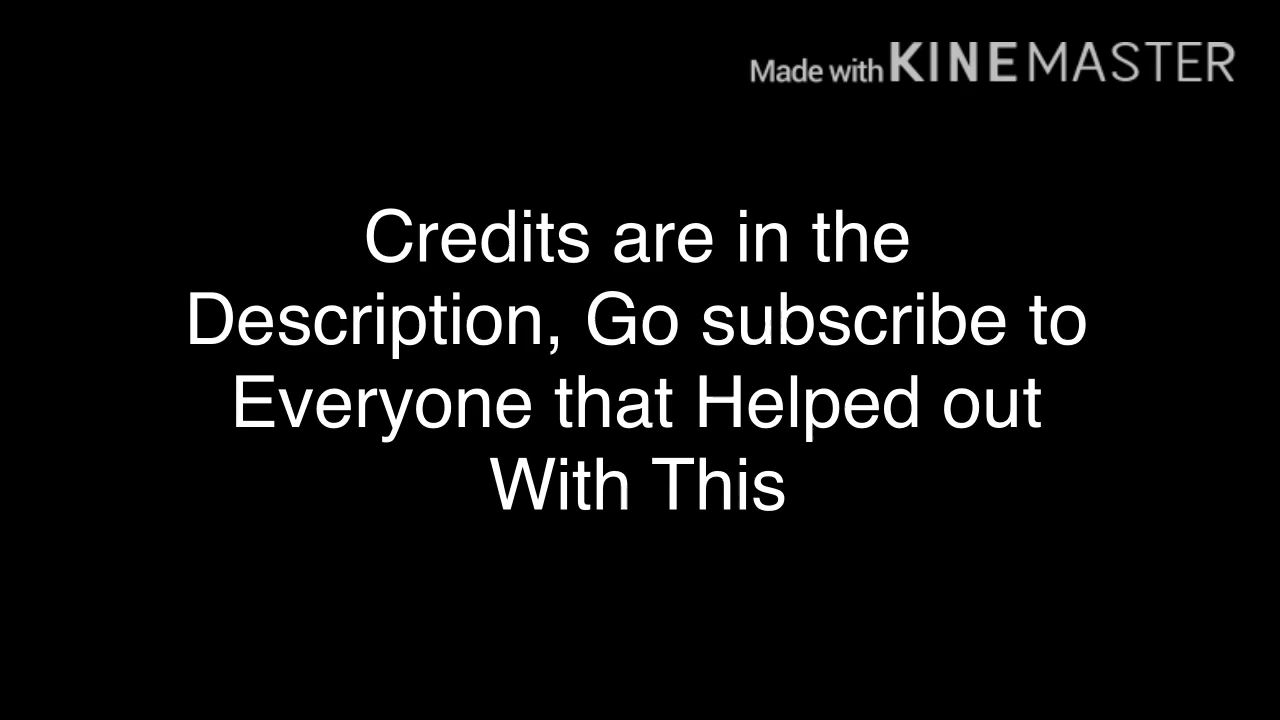 Made with KINEMASTER
Credits are in the
Description, Go subscribe to
Everyone that Helped out
With This